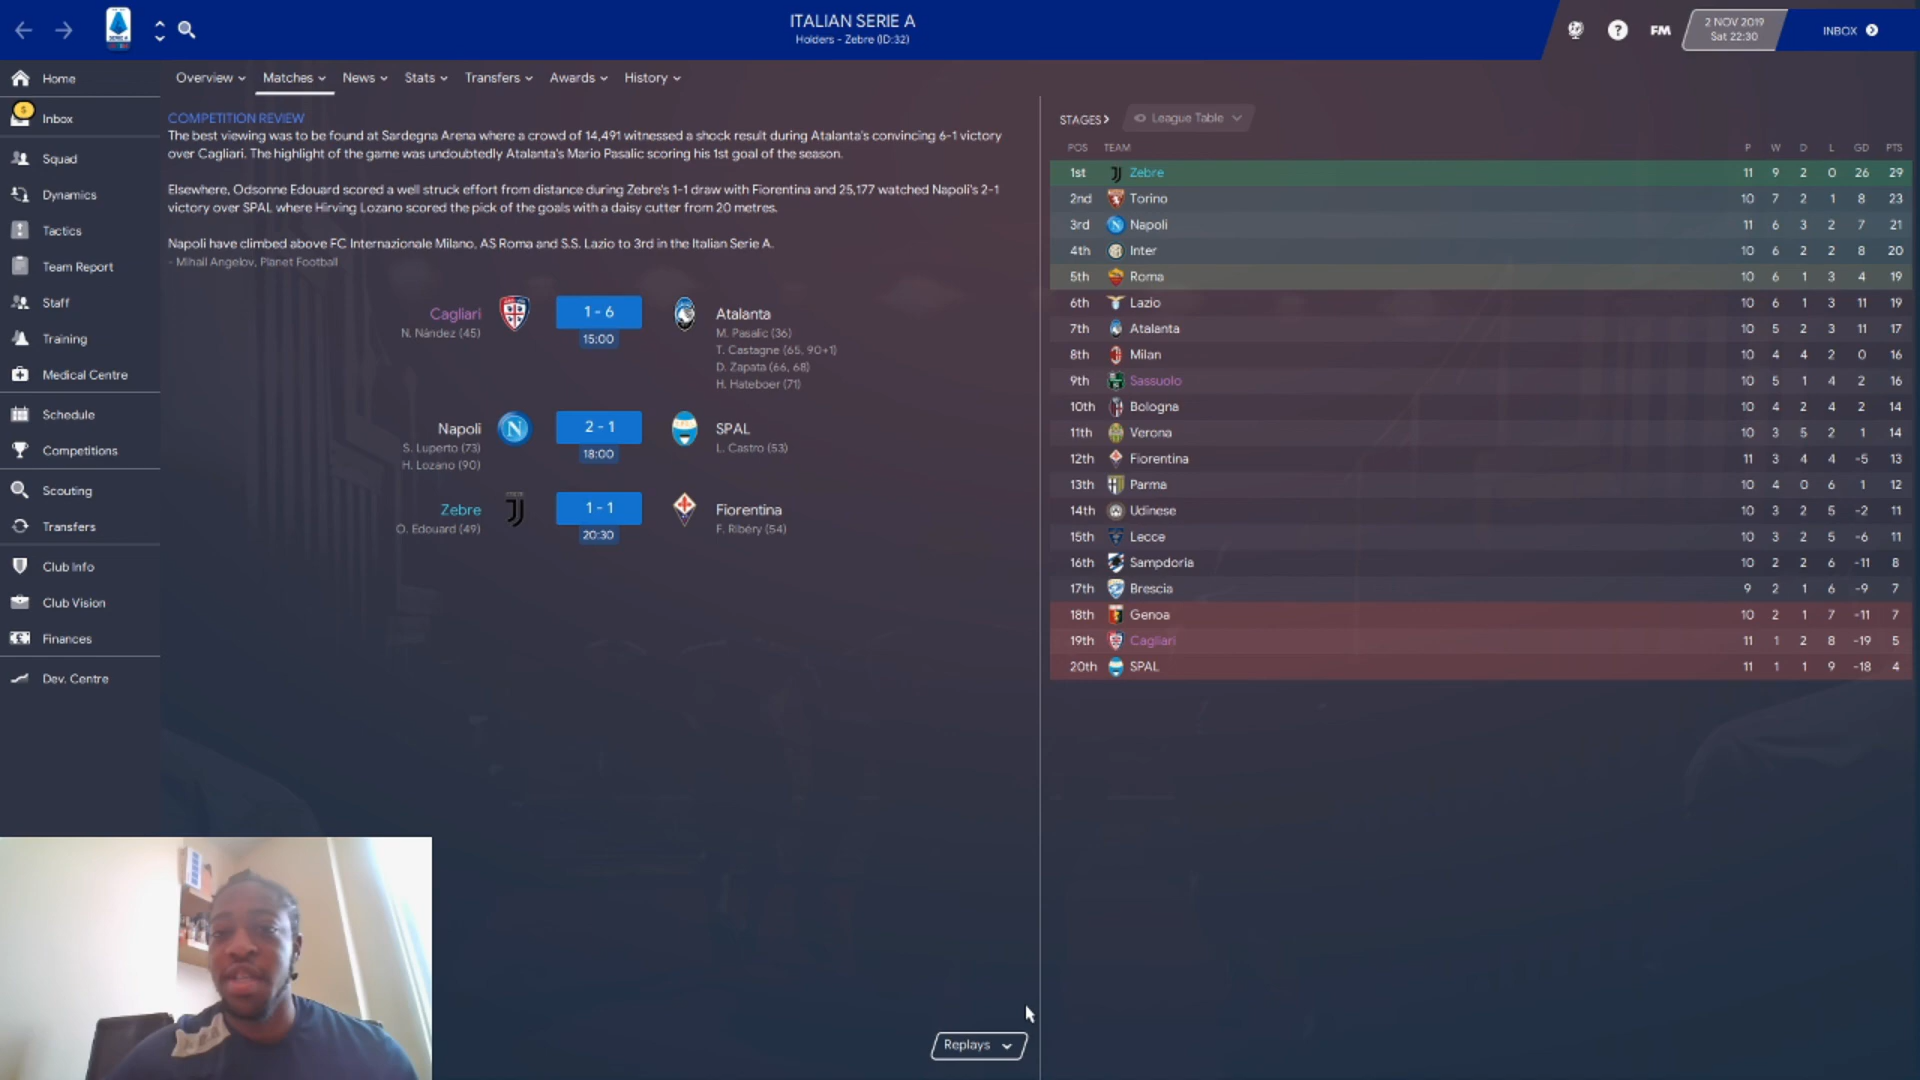 ITALIAN SERIE A
Holders - Zebre (ID:32)
FM
2 NOV 2019
Sat 22:30
INBOX
Home
Inbox
Squad
Dynamics
Tactics
Team Report
Staff
Training
Medical Centre
Schedule
Competitions
Scouting
Transfers
Club Info
Club Vision
Finances
Dev. Centre
Overview Matches News Stats Transfers Awards History
COMPETITION REVIEW
The best viewing was to be found at Sardegna Arena where a crowd of 14,491 witnessed a shock result during Atalanta's convincing 6-1 victory
over Cagliari. The highlight of the game was undoubtedly Atalanta's Mario Pasalic scoring his 1st goal of the season.
Elsewhere, Odsonne Edouard scored a well struck effort from distance during Zebre's 1-1 draw with Fiorentina and 25,177 watched Napoli's 2-1
victory over SPAL where Hirving Lozano scored the pick of the goals with a daisy cutter from 20 metres.
Napoli have climbed above FC Internazionale Milano, AS Roma and S.S. Lazio to 3rd in the Italian Serie A.
- Mihail Angelov, Planet Football
Cagliari 1 - 6 Atalanta
N. Nández (45) 15:00 M. Pasalic (36)
T. Castagne (65, 90+1)
D. Zapata (66, 68)
H. Hateboer (71)
Napoli 2 - 1 SPAL
S. Luperto (73) 18:00 L. Castro (53)
H. Lozano (90)
Zebre 1 - 1 Fiorentina
O. Edouard (49) 20:30 F. Ribéry (54)
Replays
STAGES League Table
POS TEAM P W D L GD PTS
1st Zebre 11 9 2 0 26 29
2nd Torino 10 7 2 1 8 23
3rd Napoli 11 6 3 2 7 21
4th Inter 10 6 2 2 8 20
5th Roma 10 6 1 3 4 19
6th Lazio 10 6 1 3 11 19
7th Atalanta 10 5 2 3 11 17
8th Milan 10 4 4 2 0 16
9th Sassuolo 10 5 1 4 2 16
10th Bologna 10 4 2 4 2 14
11th Verona 10 3 5 2 1 14
12th Fiorentina 11 3 4 4 -5 13
13th Parma 10 4 0 6 1 12
14th Udinese 10 3 2 5 -2 11
15th Lecce 10 3 2 5 -6 11
16th Sampdoria 10 2 2 6 -11 8
17th Brescia 9 2 1 6 -9 7
18th Genoa 10 2 1 7 -11 7
19th Cagliari 11 1 2 8 -19 5
20th SPAL 11 1 1 9 -18 4